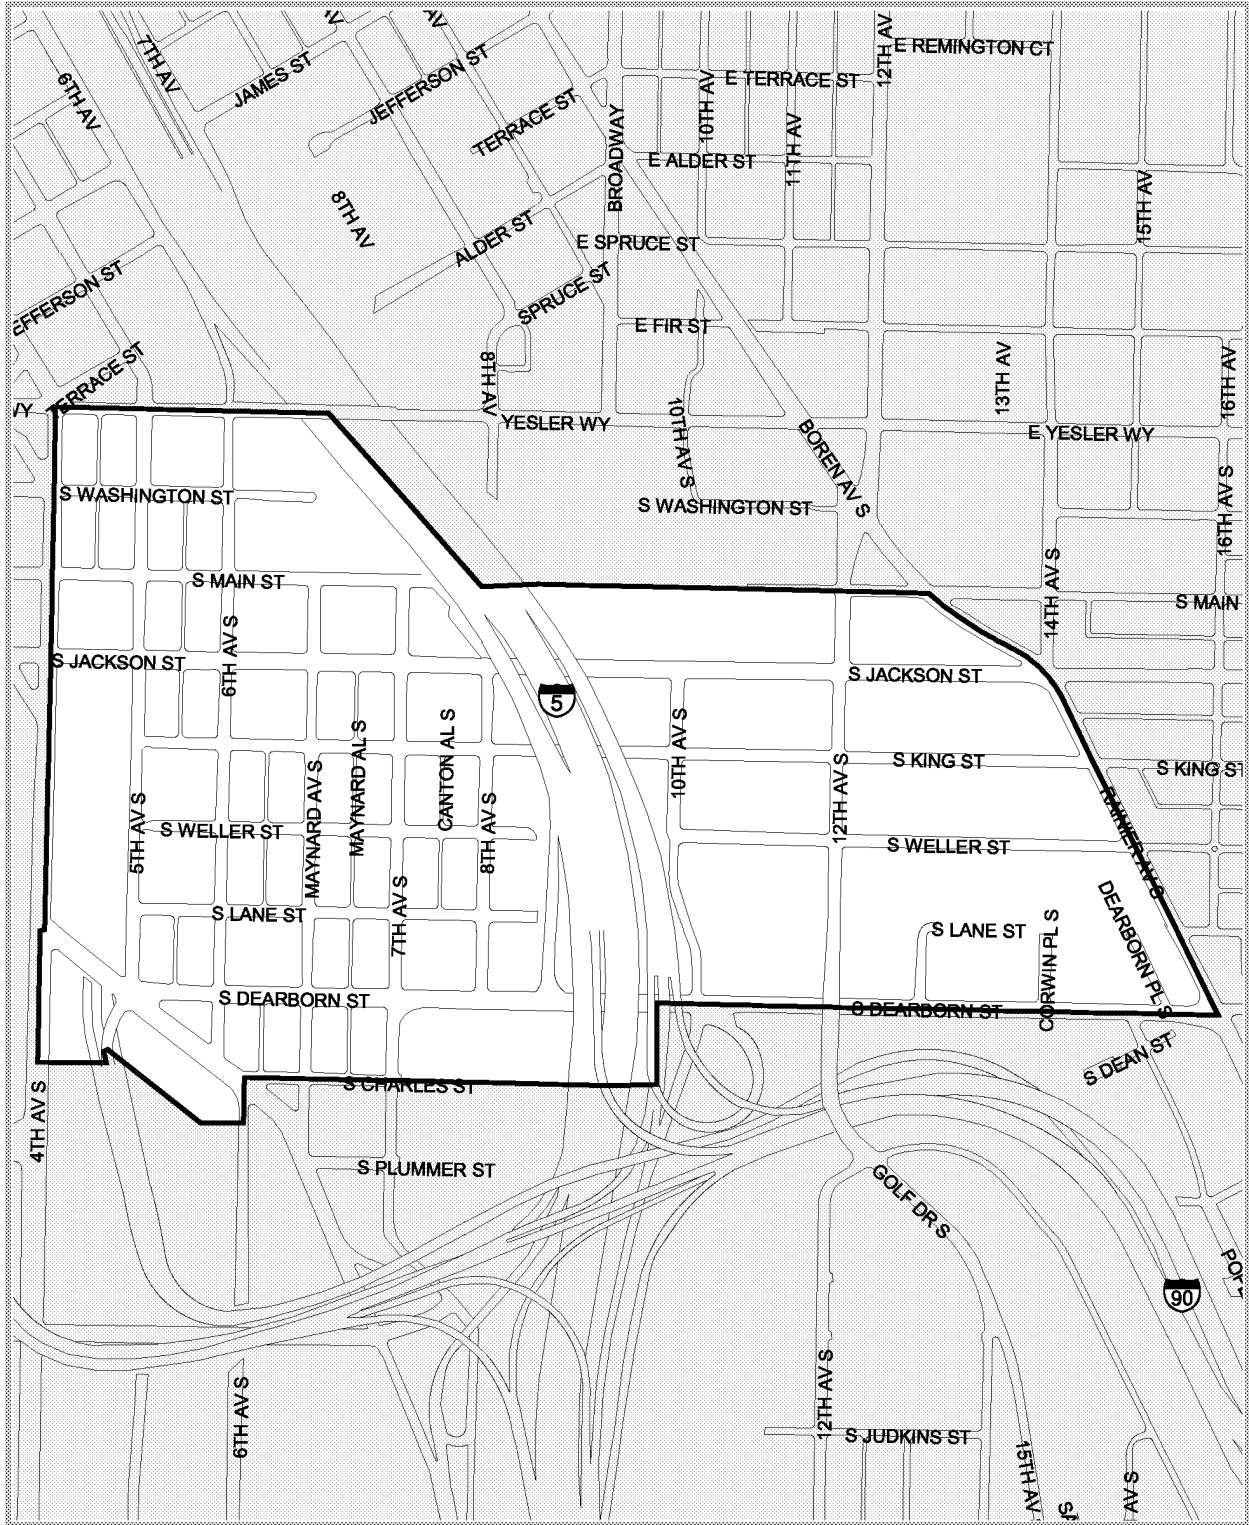 7TH AV
6TH AV
JAMES ST
AV
AV
JEFFERSON ST
TERRACE ST
BROADWAY
10TH AV
E TERRACE ST
12TH AV
E REMINGTON CT
11TH AV
E ALDER ST
15TH AV
8TH AV
ALDER ST
E SPRUCE ST
SPRUCE ST
EFFERSON ST
E FIR ST
TERRACE ST
8TH AV
13TH AV
16TH AV
WY
YESLER WY
10TH AV S
BOREN AV S
E YESLER WY
S WASHINGTON ST
S WASHINGTON ST
16TH AV S
S MAIN ST
14TH AV S
S MAIN
S JACKSON ST
6TH AV S
5
S JACKSON ST
MAYNARD AL S
CANTON AL S
10TH AV S
12TH AV S
S KING ST
S KING ST
5TH AV S
S WELLER ST
MAYNARD AV S
8TH AV S
S WELLER ST
RAINIER AV S
7TH AV S
S LANE ST
S LANE ST
CORWIN PL S
DEARBORN PL S
S DEARBORN ST
S DEARBORN ST
S DEAN ST
S CHARLES ST
4TH AV S
S PLUMMER ST
GOLF DR S
90
6TH AV S
12TH AV S
S JUDKINS ST
15TH AV
AV S